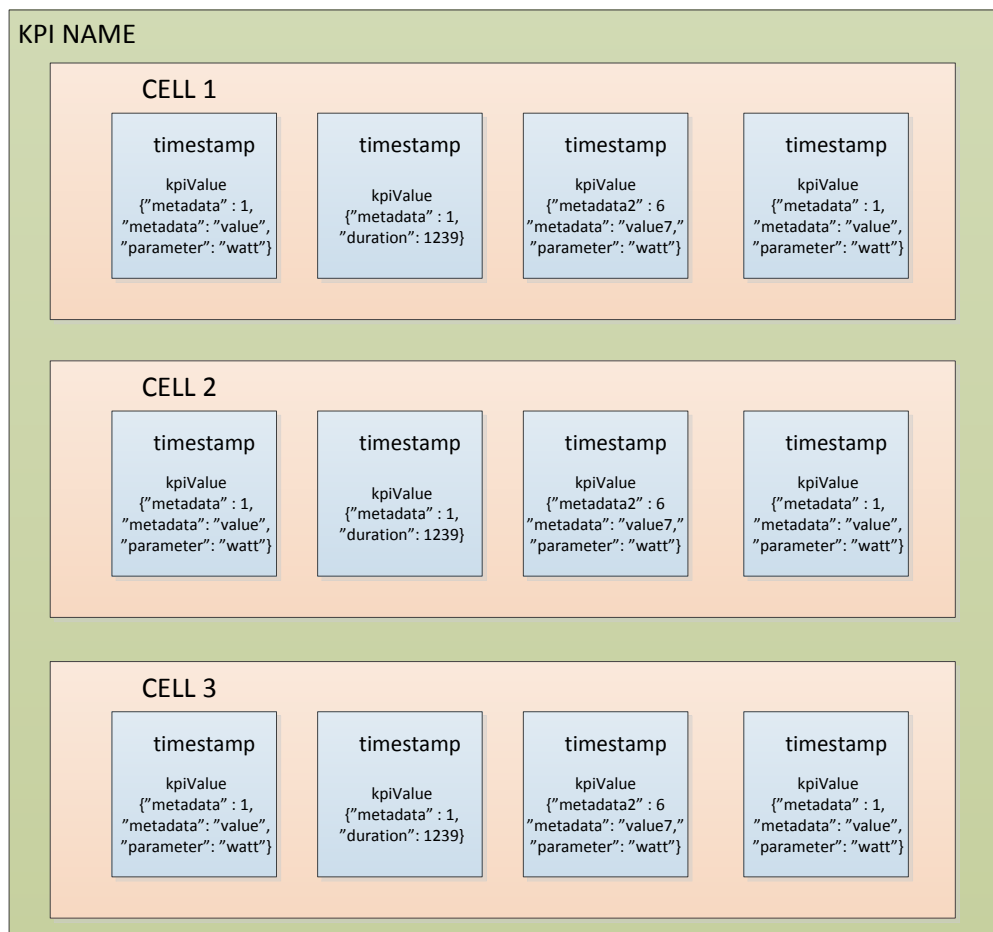 KPI NAME
CELL 1
timestamp
kpiValue
{”metadata” : 1,
”metadata”: ”value”,
”parameter”: ”watt”}
timestamp
kpiValue
{”metadata” : 1,
”duration”: 1239}
timestamp
kpiValue
{”metadata2” : 6
”metadata”: ”value7,”
”parameter”: ”watt”}
timestamp
kpiValue
{”metadata” : 1,
”metadata”: ”value”,
”parameter”: ”watt”}
CELL 2
timestamp
kpiValue
{”metadata” : 1,
”metadata”: ”value”,
”parameter”: ”watt”}
timestamp
kpiValue
{”metadata” : 1,
”duration”: 1239}
timestamp
kpiValue
{”metadata2” : 6
”metadata”: ”value7,”
”parameter”: ”watt”}
timestamp
kpiValue
{”metadata” : 1,
”metadata”: ”value”,
”parameter”: ”watt”}
CELL 3
timestamp
kpiValue
{”metadata” : 1,
”metadata”: ”value”,
”parameter”: ”watt”}
timestamp
kpiValue
{”metadata” : 1,
”duration”: 1239}
timestamp
kpiValue
{”metadata2” : 6
”metadata”: ”value7,”
”parameter”: ”watt”}
timestamp
kpiValue
{”metadata” : 1,
”metadata”: ”value”,
”parameter”: ”watt”}